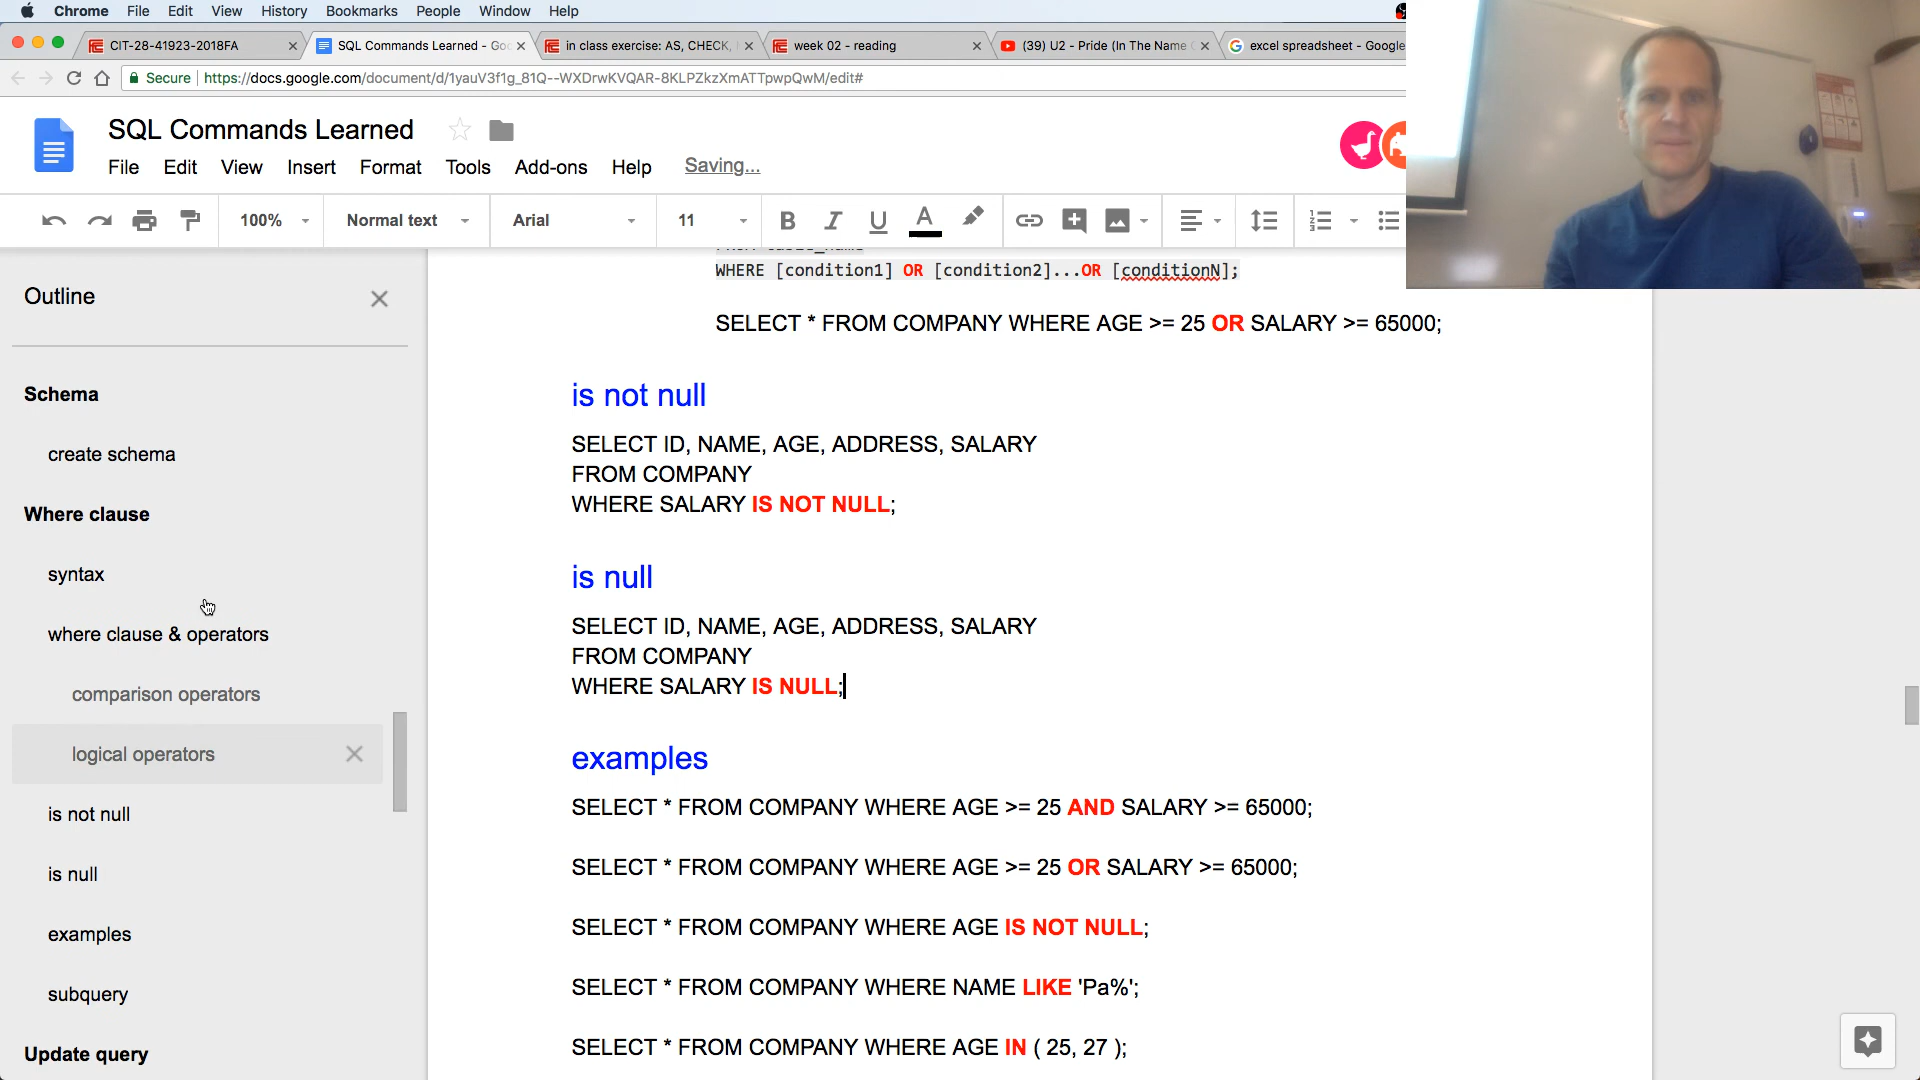 Chrome File Edit View History Bookmarks People Window Help
CIT-28-41923-2018FA
SQL Commands Learned - Goo
in class exercise: AS, CHECK,
week 02 - reading
(39) U2 - Pride (In The Name
excel spreadsheet - Google
Secure https://docs.google.com/document/d/1yauV3f1g_81Q--WXDrwKVQAR-8KLPZkzXmATTpwpQwM/edit#
SQL Commands Learned
File Edit View Insert Format Tools Add-ons Help Saving...
100% Normal text Arial 11
Outline
Schema
create schema
Where clause
syntax
where clause & operators
comparison operators
logical operators
is not null
is null
examples
subquery
Update query
WHERE [condition1] OR [condition2]...OR [conditionN];
SELECT * FROM COMPANY WHERE AGE >= 25 OR SALARY >= 65000;
is not null
SELECT ID, NAME, AGE, ADDRESS, SALARY
FROM COMPANY
WHERE SALARY IS NOT NULL;
is null
SELECT ID, NAME, AGE, ADDRESS, SALARY
FROM COMPANY
WHERE SALARY IS NULL;
examples
SELECT * FROM COMPANY WHERE AGE >= 25 AND SALARY >= 65000;
SELECT * FROM COMPANY WHERE AGE >= 25 OR SALARY >= 65000;
SELECT * FROM COMPANY WHERE AGE IS NOT NULL;
SELECT * FROM COMPANY WHERE NAME LIKE 'Pa%';
SELECT * FROM COMPANY WHERE AGE IN ( 25, 27 );